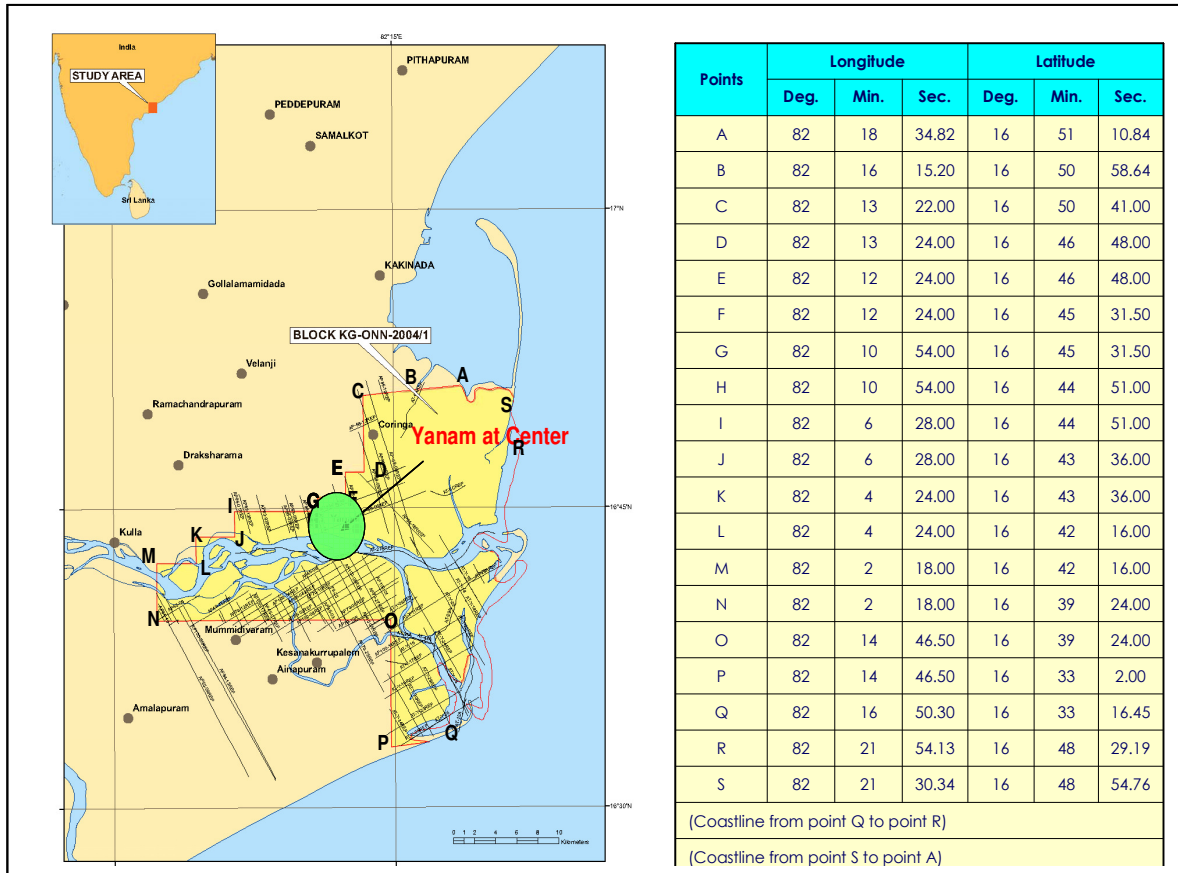 India
STUDY AREA
Sri Lanka
82°15'E
PITHAPURAM
PEDDEPURAM
SAMALKOT
17°N
KAKINADA
Gollalamamidada
BLOCK KG-ONN-2004/1
Velanji
B
A
C
S
Ramachandrapuram
Coringa
Yanam at Center
R
Draksharama
E
D
F
G
I
16°45'N
Kulla
K
J
M
L
N
O
Mummidivaram
Kesanakurrupalem
Ainapuram
Amalapuram
P
Q
16°30'N
0 1 2 4 6 8 10
Kilometers
Points Longitude Latitude
Deg. Min. Sec. Deg. Min. Sec.
A 82 18 34.82 16 51 10.84
B 82 16 15.20 16 50 58.64
C 82 13 22.00 16 50 41.00
D 82 13 24.00 16 46 48.00
E 82 12 24.00 16 46 48.00
F 82 12 24.00 16 45 31.50
G 82 10 54.00 16 45 31.50
H 82 10 54.00 16 44 51.00
I 82 6 28.00 16 44 51.00
J 82 6 28.00 16 43 36.00
K 82 4 24.00 16 43 36.00
L 82 4 24.00 16 42 16.00
M 82 2 18.00 16 42 16.00
N 82 2 18.00 16 39 24.00
O 82 14 46.50 16 39 24.00
P 82 14 46.50 16 33 2.00
Q 82 16 50.30 16 33 16.45
R 82 21 54.13 16 48 29.19
S 82 21 30.34 16 48 54.76
(Coastline from point Q to point R)
(Coastline from point S to point A)